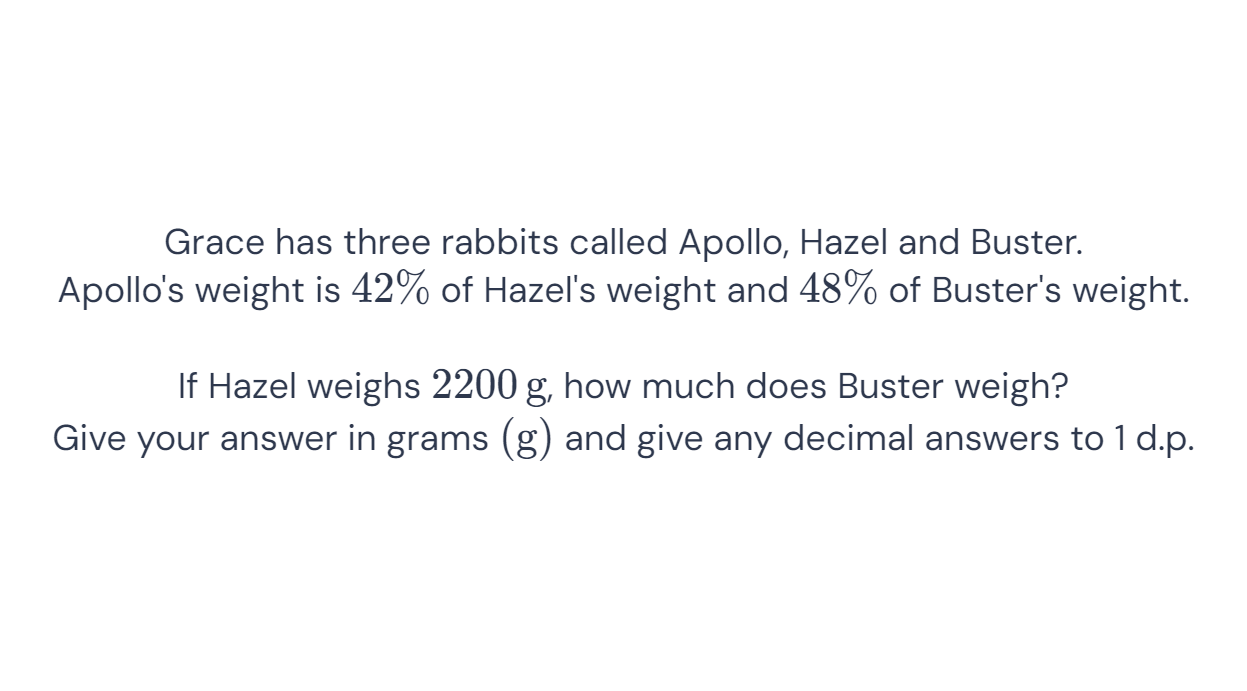 Grace has three rabbits called Apollo, Hazel and Buster.
Apollo's weight is 42% of Hazel's weight and 48% of Buster's weight.
If Hazel weighs 2200 g, how much does Buster weigh?
Give your answer in grams (g) and give any decimal answers to 1 d.p.